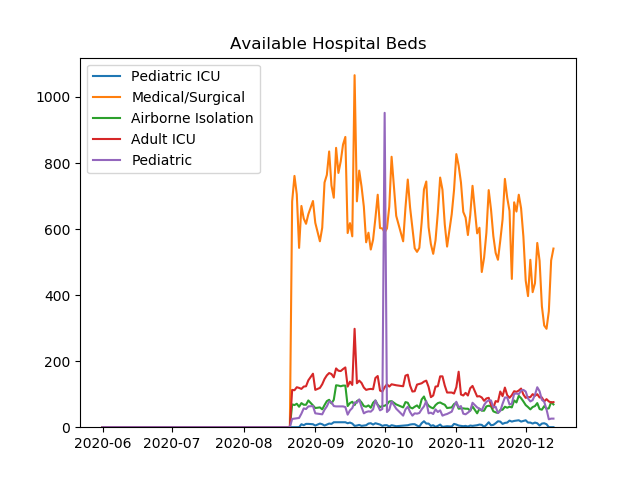 Available Hospital Beds
Pediatric ICU
Medical/Surgical
Airborne Isolation
Adult ICU
Pediatric
1000
800
600
400
200
0
2020-06 2020-07 2020-08 2020-09 2020-10 2020-11 2020-12